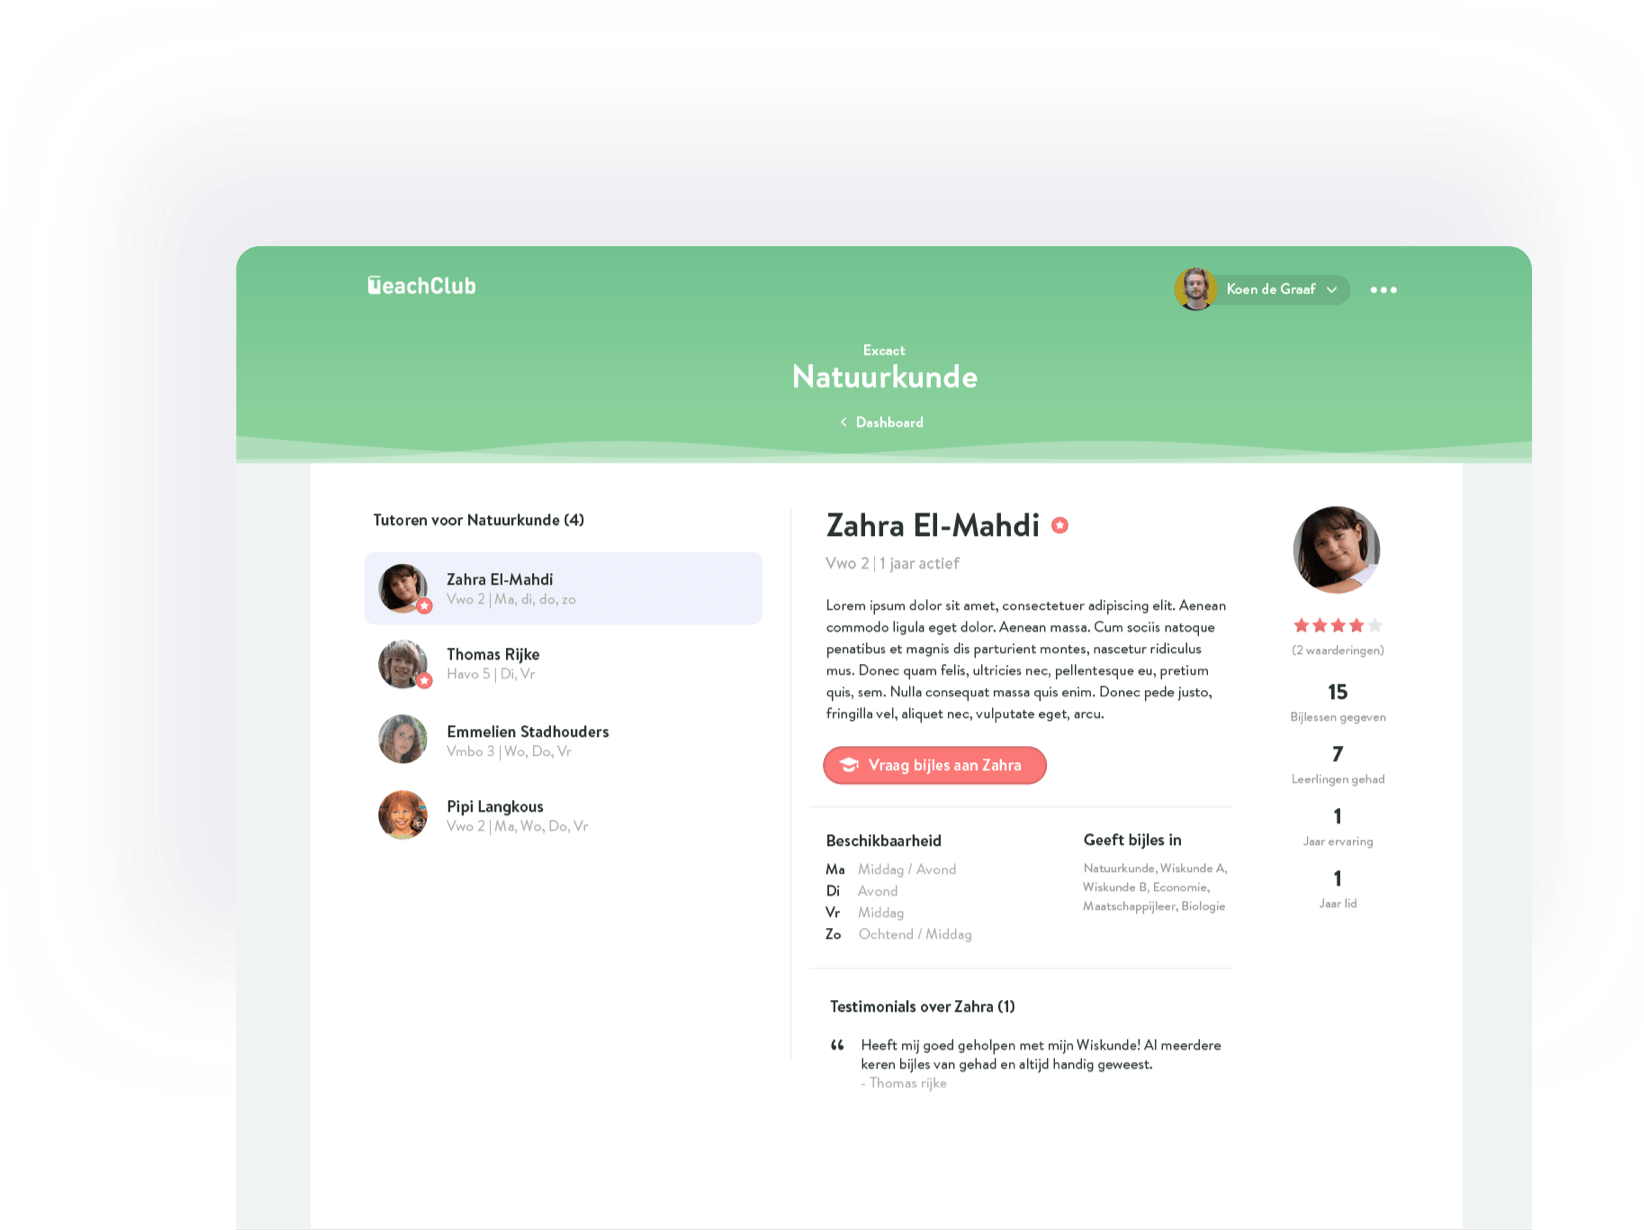 TeachClub
Koen de Graaf
Excact
Natuurkunde
Dashboard
Tutoren voor Natuurkunde (4)
Zahra El-Mahdi
Vwo 2 | Ma, di, do, zo
Thomas Rijke
Havo 5 | Di, Vr
Emmelien Stadhouders
Vmbo 3 | Wo, Do, Vr
Pipi Langkous
Vwo 2 | Ma, Wo, Do, Vr
Zahra El-Mahdi
Vwo 2 | 1 jaar actief
Lorem ipsum dolor sit amet, consectetuer adipiscing elit. Aenean
commodo ligula eget dolor. Aenean massa. Cum sociis natoque
penatibus et magnis dis parturient montes, nascetur ridiculus
mus. Donec quam felis, ultricies nec, pellentesque eu, pretium
quis, sem. Nulla consequat massa quis enim. Donec pede justo,
fringilla vel, aliquet nec, vulputate eget, arcu.
Vraag bijles aan Zahra
Beschikbaarheid
Ma Middag / Avond
Di Avond
Vr Middag
Zo Ochtend / Middag
Geeft bijles in
Natuurkunde, Wiskunde A,
Wiskunde B, Economie,
Maatschappijleer, Biologie
Testimonials over Zahra (1)
“ Heeft mij goed geholpen met mijn Wiskunde! Al meerdere
keren bijles van gehad en altijd handig geweest.
- Thomas rijke
(2 waarderingen)
15
Bijlessen gegeven
7
Leerlingen gehad
1
Jaar ervaring
1
Jaar lid